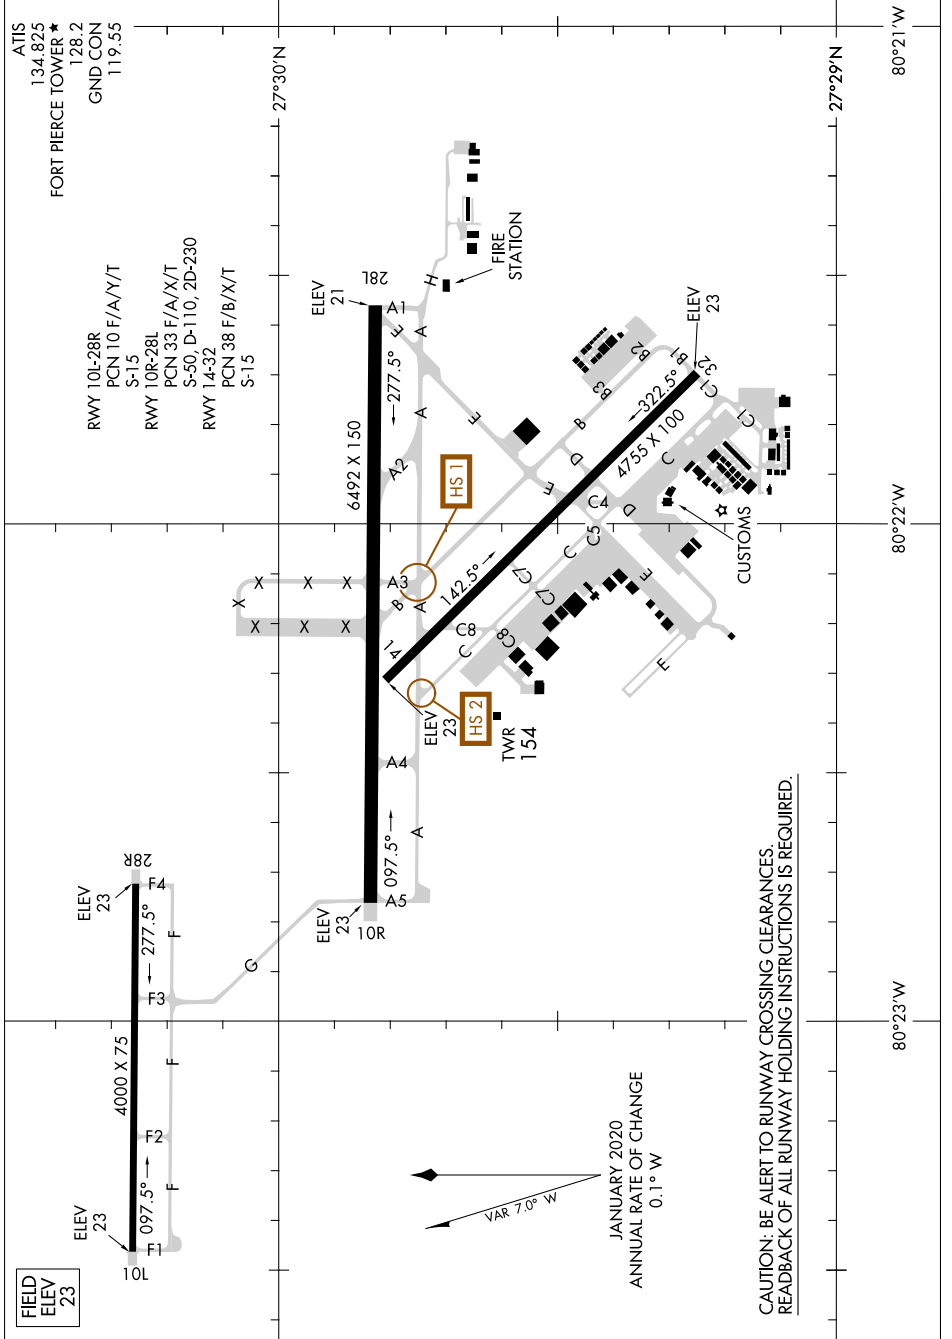 ATIS
134.825
FORT PIERCE TOWER ★
128.2
GND CON
119.55
RWY 10L-28R
PCN 10 F/A/Y/T
S-15
RWY 10R-28L
PCN 33 F/A/X/T
S-50, D-110, 2D-230
RWY 14-32
PCN 38 F/B/X/T
S-15
FIELD
ELEV
23
27°30'N
27°29'N
80°21'W
80°22'W
80°23'W
ELEV
23
10L
097.5°
4000 X 75
277.5°
28R
ELEV
23
F1
F2
F3
F4
F
F
F
G
ELEV
23
10R
097.5°
6492 X 150
277.5°
28L
ELEV
21
A5
A4
A3
A2
A1
A
A
A
A
X
X
X
X
X
X
X
B
HS 1
HS 2
ELEV
23
14
142.5°
4755 X 100
322.5°
32
ELEV
23
TWR
154
E
E
E
E
E
H
FIRE
STATION
B
B3
B2
B1
D
D
C
C8
C8
C7
C7
C
C5
C4
C
C1
C1
CUSTOMS
VAR 7.0° W
JANUARY 2020
ANNUAL RATE OF CHANGE
0.1° W
CAUTION: BE ALERT TO RUNWAY CROSSING CLEARANCES.
READBACK OF ALL RUNWAY HOLDING INSTRUCTIONS IS REQUIRED.